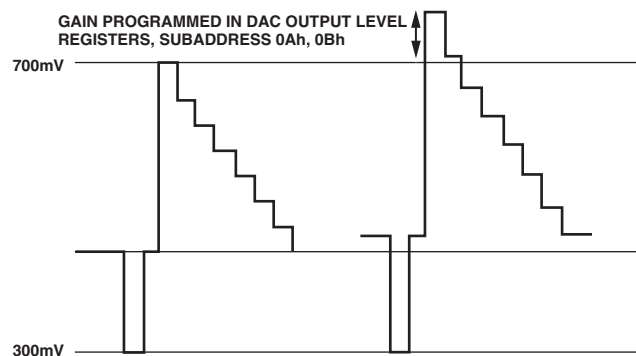 GAIN PROGRAMMED IN DAC OUTPUT LEVEL
REGISTERS, SUBADDRESS 0Ah, 0Bh
700mV
300mV